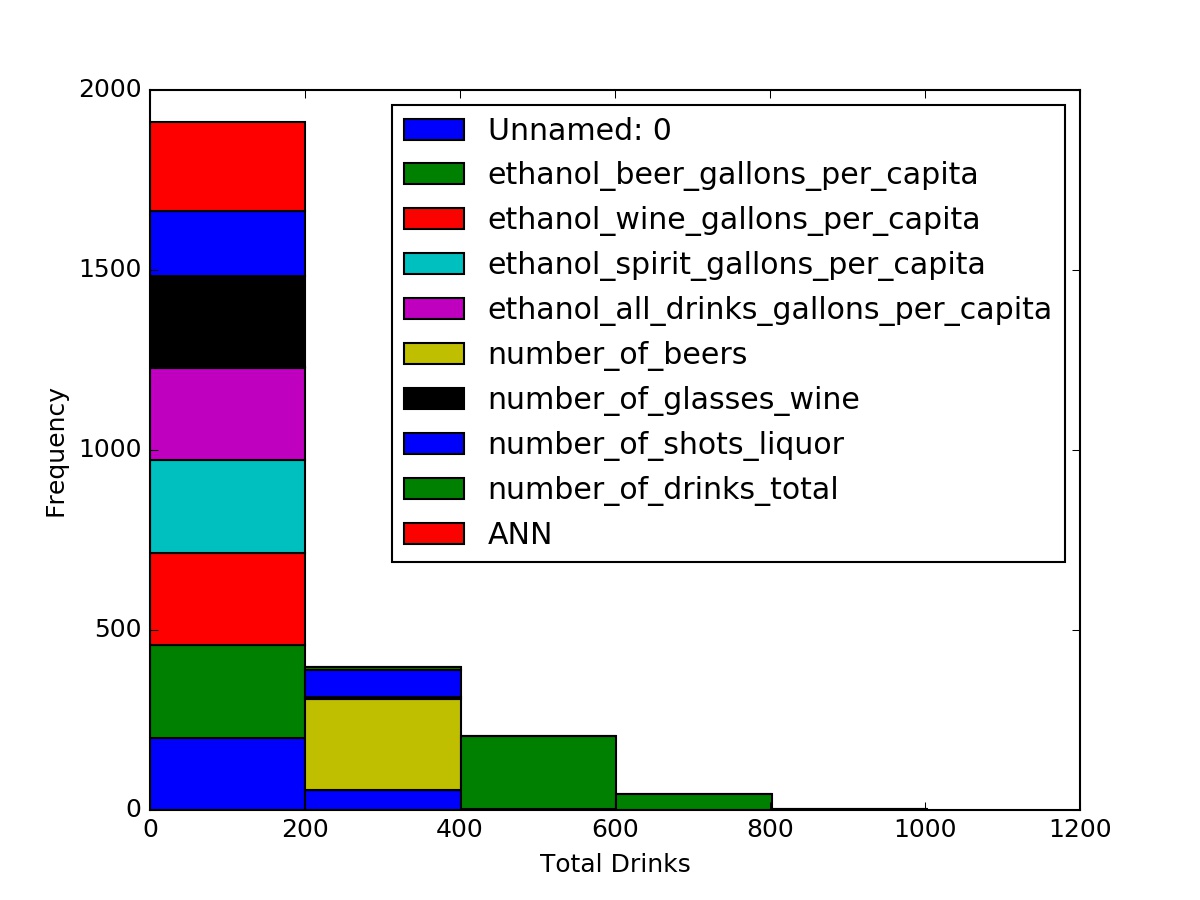 2000
1500
1000
500
0
Frequency
Unnamed: 0
ethanol_beer_gallons_per_capita
ethanol_wine_gallons_per_capita
ethanol_spirit_gallons_per_capita
ethanol_all_drinks_gallons_per_capita
number_of_beers
number_of_glasses_wine
number_of_shots_liquor
number_of_drinks_total
ANN
0 200 400 600 800 1000 1200
Total Drinks